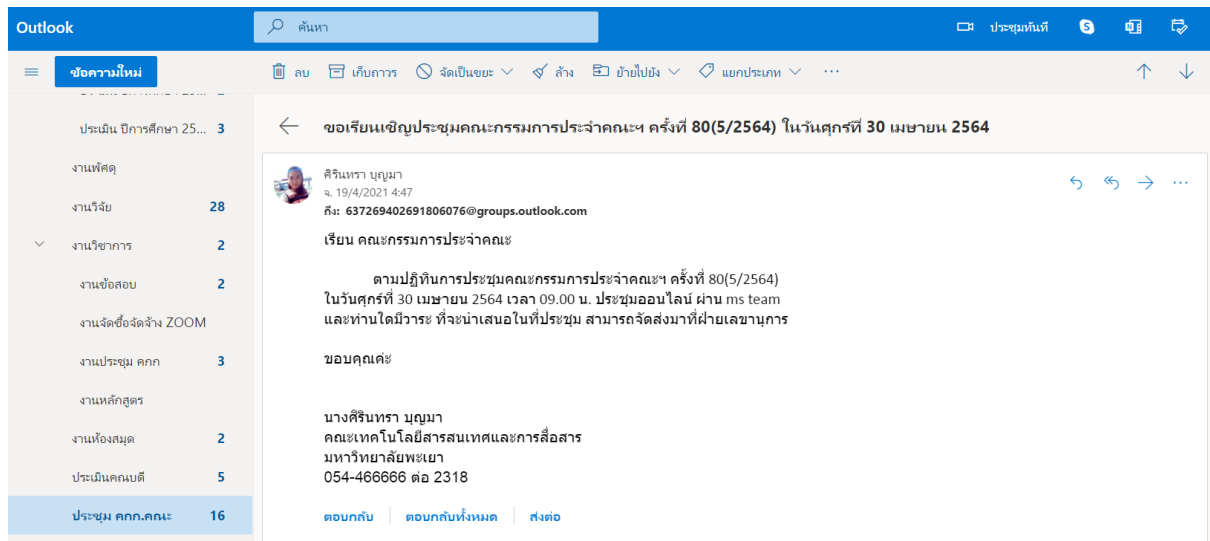 Outlook
ค้นหา
ประชุมทันที
ข้อความใหม่
ลบ
เก็บถาวร
จัดเป็นขยะ
ล้าง
ย้ายไปยัง
แยกประเภท
ประเมิน ปีการศึกษา 25... 3
งานพัสดุ
งานวิจัย 28
งานวิชาการ 2
งานข้อสอบ 2
งานจัดซื้อจัดจ้าง ZOOM
งานประชุม คกก 3
งานหลักสูตร
งานห้องสมุด 2
ประเมินคณบดี 5
ประชุม คกก.คณะ 16
ขอเรียนเชิญประชุมคณะกรรมการประจำคณะฯ ครั้งที่ 80(5/2564) ในวันศุกร์ที่ 30 เมษายน 2564
ศิรินทรา บุญมา
จ. 19/4/2021 4:47
ถึง: 637269402691806076@groups.outlook.com
เรียน คณะกรรมการประจำคณะ
ตามปฏิทินการประชุมคณะกรรมการประจำคณะฯ ครั้งที่ 80(5/2564)
ในวันศุกร์ที่ 30 เมษายน 2564 เวลา 09.00 น. ประชุมออนไลน์ ผ่าน ms team
และท่านใดมีวาระ ที่จะนำเสนอในที่ประชุม สามารถจัดส่งมาที่ฝ่ายเลขานุการ
ขอบคุณค่ะ
นางศิรินทรา บุญมา
คณะเทคโนโลยีสารสนเทศและการสื่อสาร
มหาวิทยาลัยพะเยา
054-466666 ต่อ 2318
ตอบกลับ
ตอบกลับทั้งหมด
ส่งต่อ